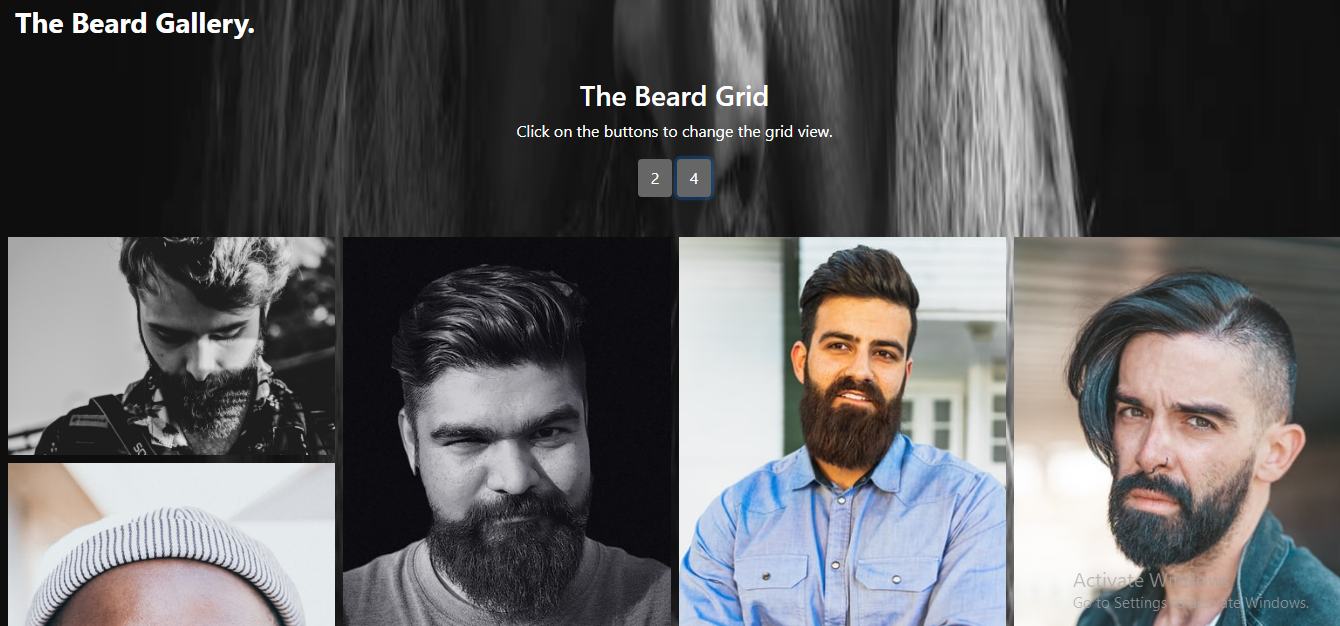 The Beard Gallery.
The Beard Grid
Click on the buttons to change the grid view.
2 4
Activate Windows
Go to Settings to activate Windows.